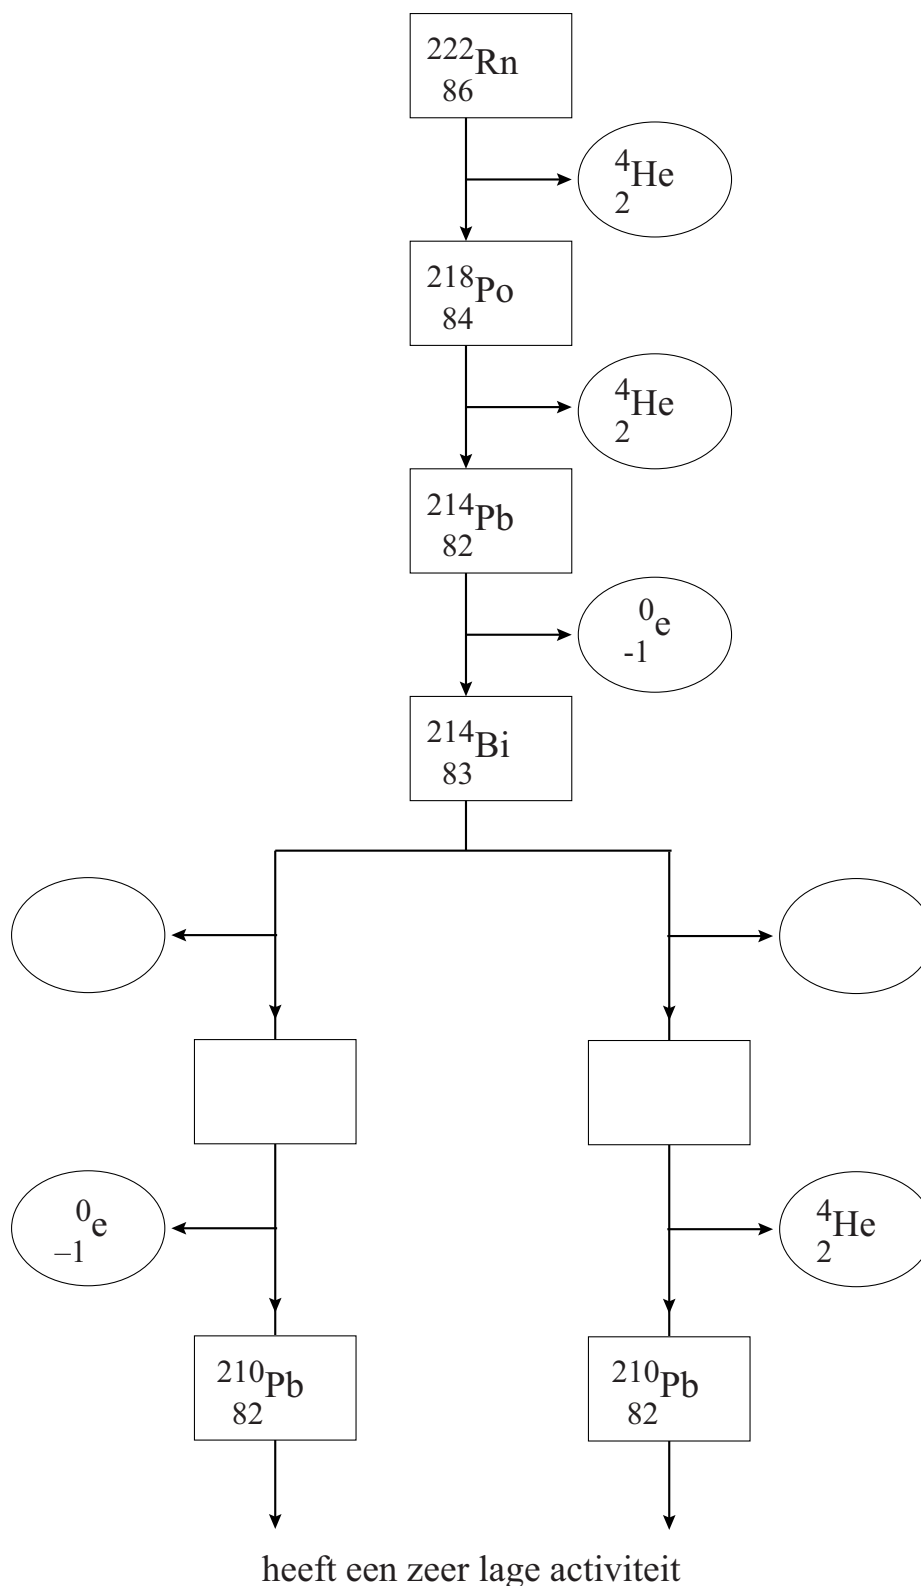 222
86Rn
4
2He
218
84Po
4
2He
214
82Pb
0
-1e
214
83Bi
0
–1e
4
2He
210
82Pb
210
82Pb
heeft een zeer lage activiteit